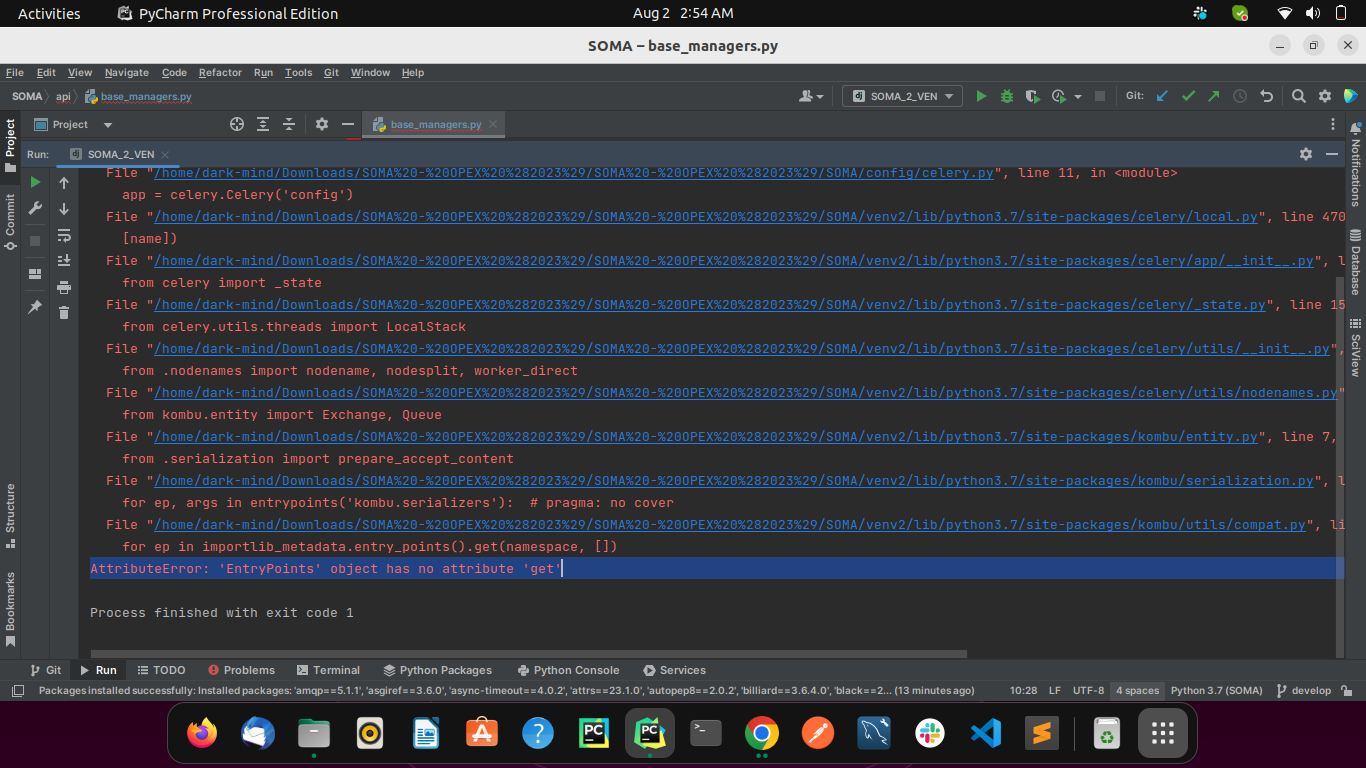 Activities
PyCharm Professional Edition
Aug 2 2:54 AM
SOMA – base_managers.py
File Edit View Navigate Code Refactor Run Tools Git Window Help
SOMA api base_managers.py
SOMA_2_VEN
Git:
Project
Project
base_managers.py
Run: SOMA_2_VEN
File "/home/dark-mind/Downloads/SOMA%20-%20OPEX%20%282023%29/SOMA%20-%20OPEX%20%282023%29/SOMA/config/celery.py", line 11, in <module>
app = celery.Celery('config')
File "/home/dark-mind/Downloads/SOMA%20-%20OPEX%20%282023%29/SOMA%20-%20OPEX%20%282023%29/SOMA/venv2/lib/python3.7/site-packages/celery/local.py", line 470
[name])
File "/home/dark-mind/Downloads/SOMA%20-%20OPEX%20%282023%29/SOMA%20-%20OPEX%20%282023%29/SOMA/venv2/lib/python3.7/site-packages/celery/app/__init__.py", l
from celery import _state
File "/home/dark-mind/Downloads/SOMA%20-%20OPEX%20%282023%29/SOMA%20-%20OPEX%20%282023%29/SOMA/venv2/lib/python3.7/site-packages/celery/_state.py", line 15
from celery.utils.threads import LocalStack
File "/home/dark-mind/Downloads/SOMA%20-%20OPEX%20%282023%29/SOMA%20-%20OPEX%20%282023%29/SOMA/venv2/lib/python3.7/site-packages/celery/utils/__init__.py",
from .nodenames import nodename, nodesplit, worker_direct
File "/home/dark-mind/Downloads/SOMA%20-%20OPEX%20%282023%29/SOMA%20-%20OPEX%20%282023%29/SOMA/venv2/lib/python3.7/site-packages/celery/utils/nodenames.py"
from kombu.entity import Exchange, Queue
File "/home/dark-mind/Downloads/SOMA%20-%20OPEX%20%282023%29/SOMA%20-%20OPEX%20%282023%29/SOMA/venv2/lib/python3.7/site-packages/kombu/entity.py", line 7,
from .serialization import prepare_accept_content
File "/home/dark-mind/Downloads/SOMA%20-%20OPEX%20%282023%29/SOMA%20-%20OPEX%20%282023%29/SOMA/venv2/lib/python3.7/site-packages/kombu/serialization.py", l
for ep, args in entrypoints('kombu.serializers'):  # pragma: no cover
File "/home/dark-mind/Downloads/SOMA%20-%20OPEX%20%282023%29/SOMA%20-%20OPEX%20%282023%29/SOMA/venv2/lib/python3.7/site-packages/kombu/utils/compat.py", li
for ep in importlib_metadata.entry_points().get(namespace, [])
AttributeError: 'EntryPoints' object has no attribute 'get'
Process finished with exit code 1
Commit
Structure
Bookmarks
Notifications
Database
SciView
Git Run TODO Problems Terminal Python Packages Python Console Services
Packages installed successfully: Installed packages: 'amqp==5.1.1', 'asgiref==3.6.0', 'async-timeout==4.0.2', 'attrs==23.1.0', 'autopep8==2.0.2', 'billiard==3.6.4.0', 'black==2... (13 minutes ago)
10:28 LF UTF-8 4 spaces Python 3.7 (SOMA) develop